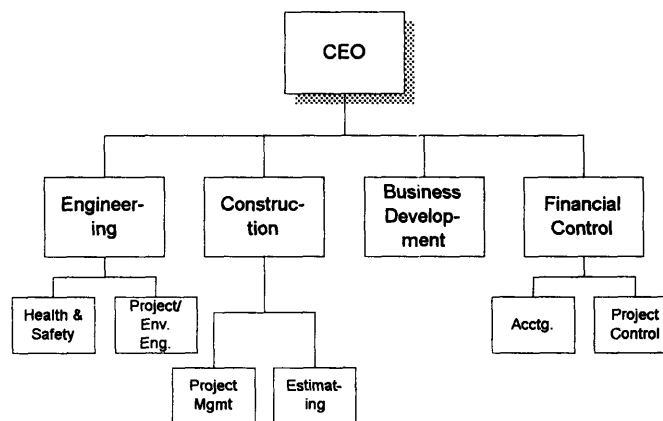 CEO
Engineer-
ing
Construc-
tion
Business
Develop-
ment
Financial
Control
Health &
Safety
Project/
Env.
Eng.
Acctg.
Project
Control
Project
Mgmt
Estimat-
ing